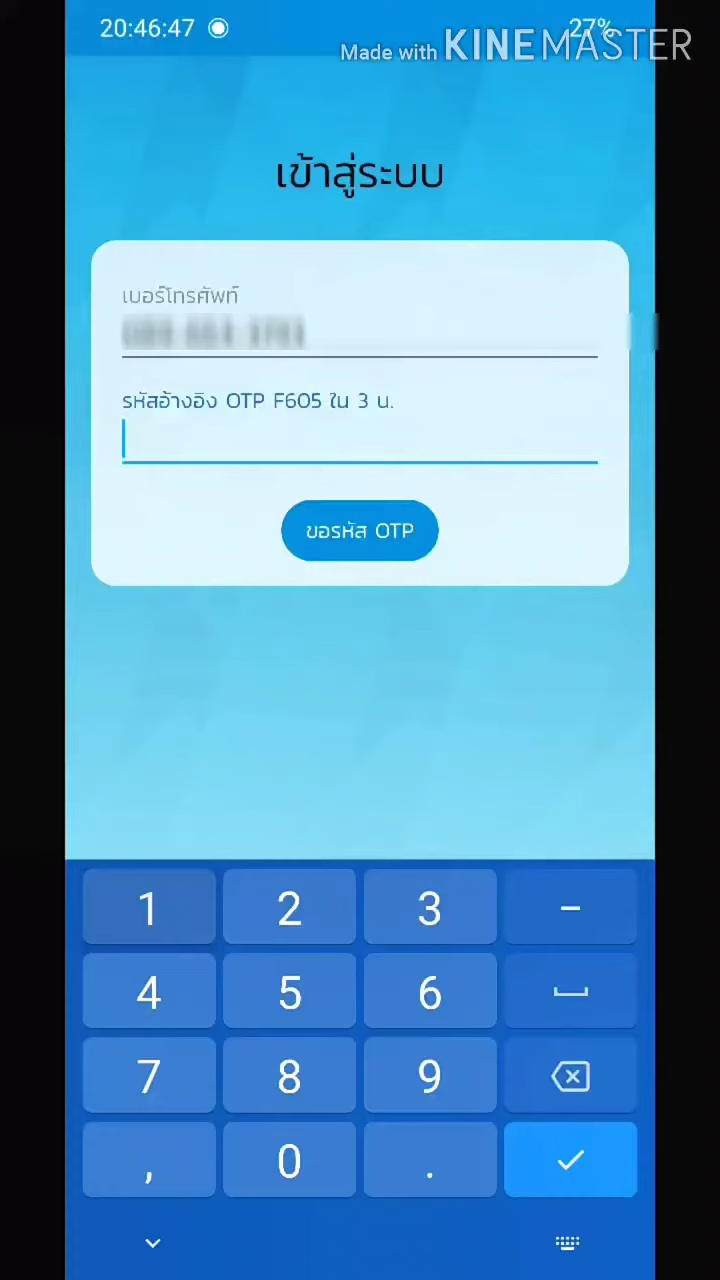 20:46:47
27%
Made with KINEMASTER
เข้าสู่ระบบ
เบอร์โทรศัพท์
รหัสอ้างอิง OTP F605 ใน 3 น.
ขอรหัส OTP
1 2 3 –
4 5 6
7 8 9
, 0 .